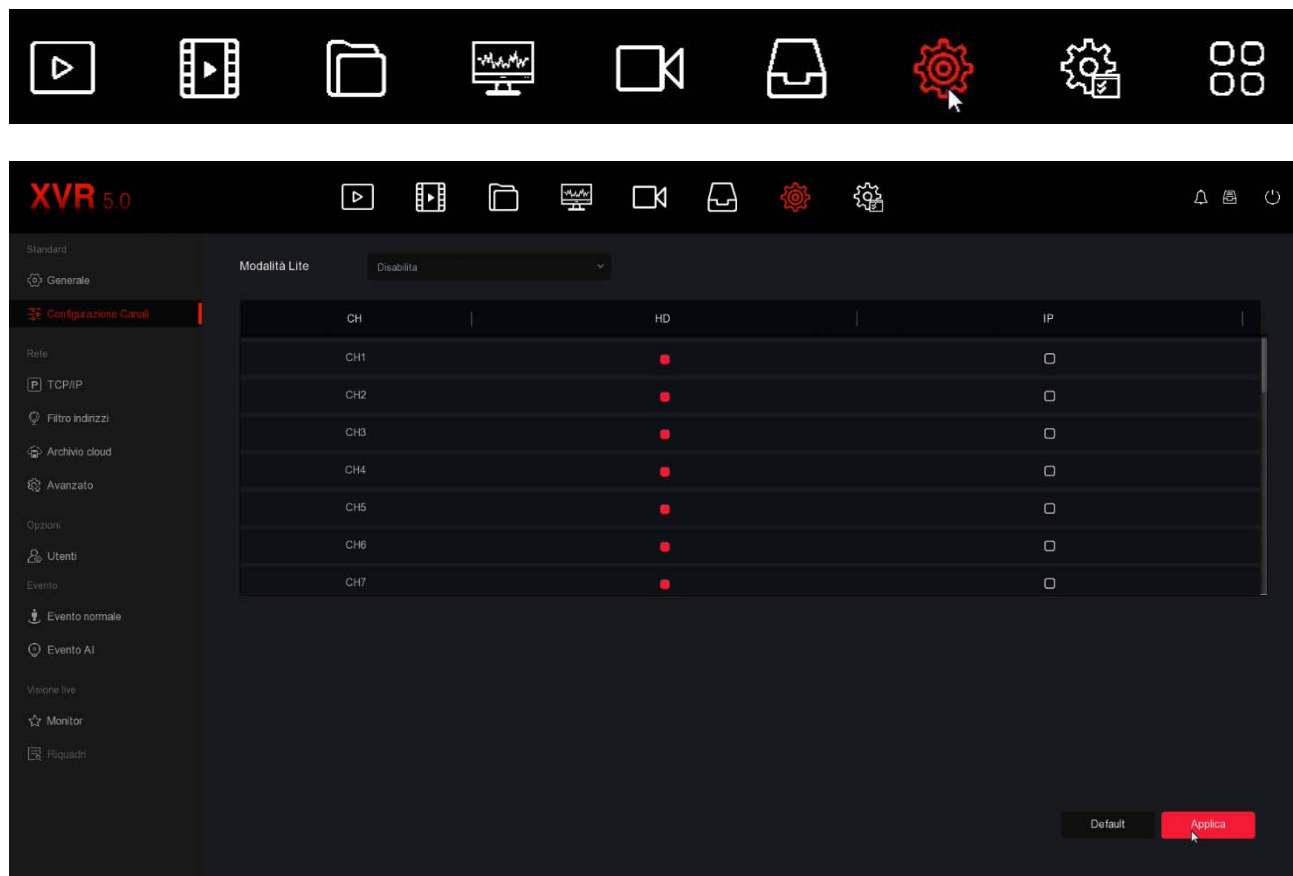 XVR 5.0
Standard
Generale
Configurazione Canali
Rete
P TCP/IP
Filtro indirizzi
Archivio cloud
Avanzato
Opzioni
Utenti
Evento
Evento normale
Evento AI
Visione live
Monitor
Riquadri
Modalità Lite Disabilita
CH HD IP
CH1
CH2
CH3
CH4
CH5
CH6
CH7
Default Applica